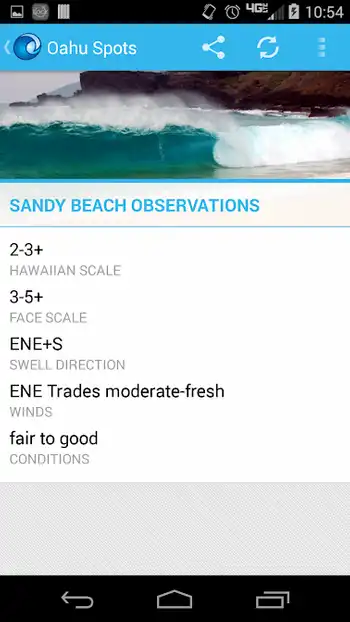 4G 10:54
Oahu Spots
SANDY BEACH OBSERVATIONS
2-3+
HAWAIIAN SCALE
3-5+
FACE SCALE
ENE+S
SWELL DIRECTION
ENE Trades moderate-fresh
WINDS
fair to good
CONDITIONS